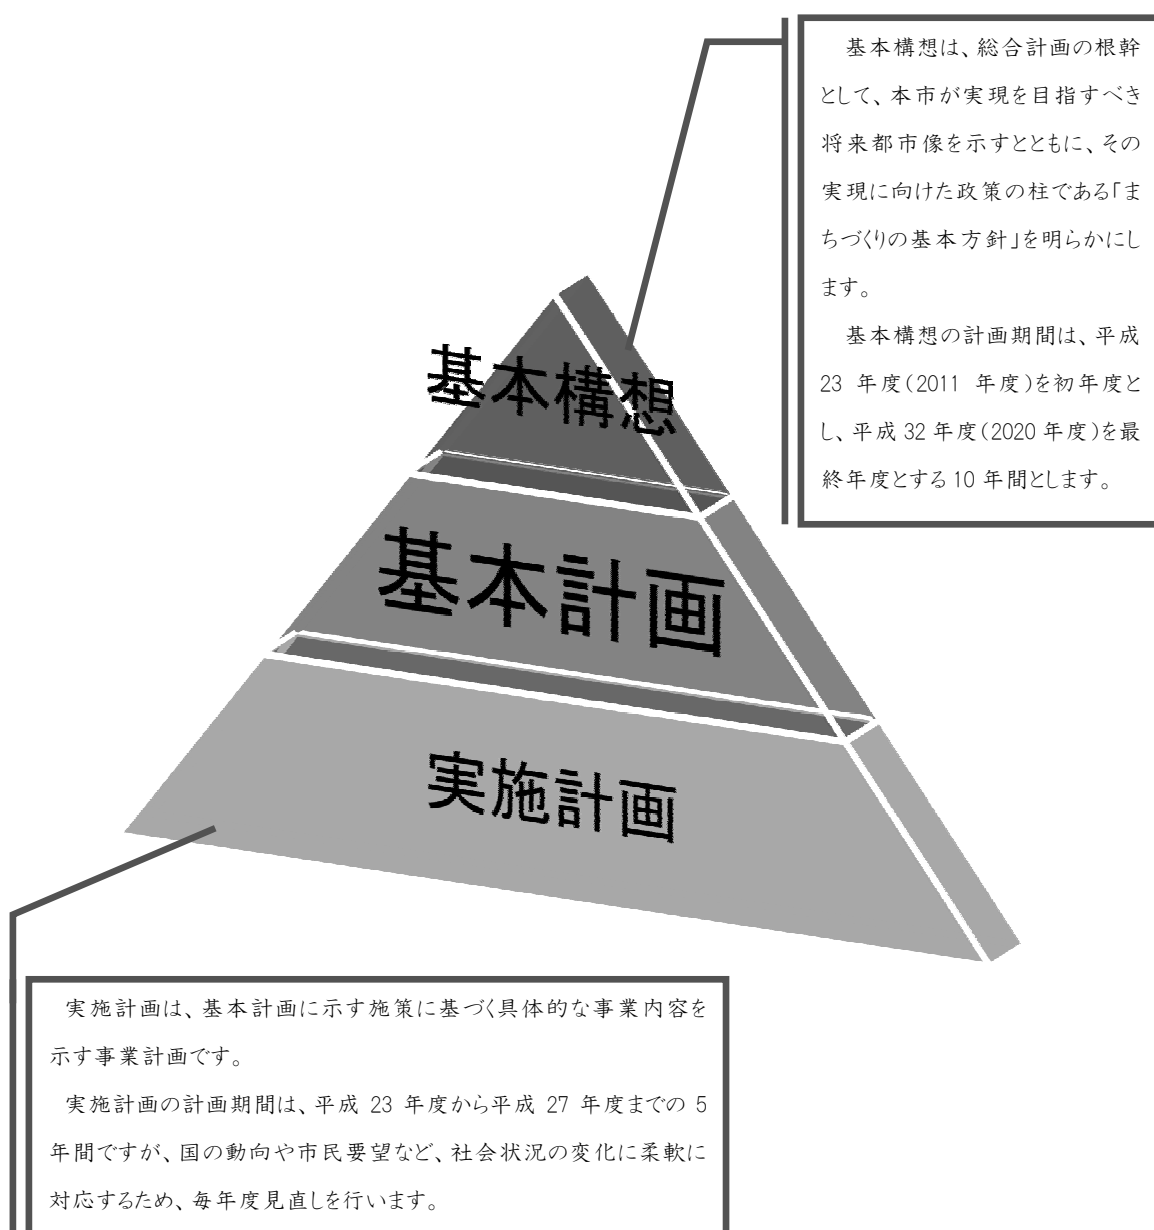 基本構想は、総合計画の根幹
として、本市が実現を目指すべき
将来都市像を示すとともに、その
実現に向けた政策の柱である「ま
ちづくりの基本方針」を明らかにし
ます。
基本構想の計画期間は、平成
23 年度(2011 年度)を初年度と
し、平成 32 年度(2020 年度)を最
終年度とする 10 年間とします。
基本構想
基本計画
実施計画
実施計画は、基本計画に示す施策に基づく具体的な事業内容を
示す事業計画です。
実施計画の計画期間は、平成 23 年度から平成 27 年度までの 5
年間ですが、国の動向や市民要望など、社会状況の変化に柔軟に
対応するため、毎年度見直しを行います。